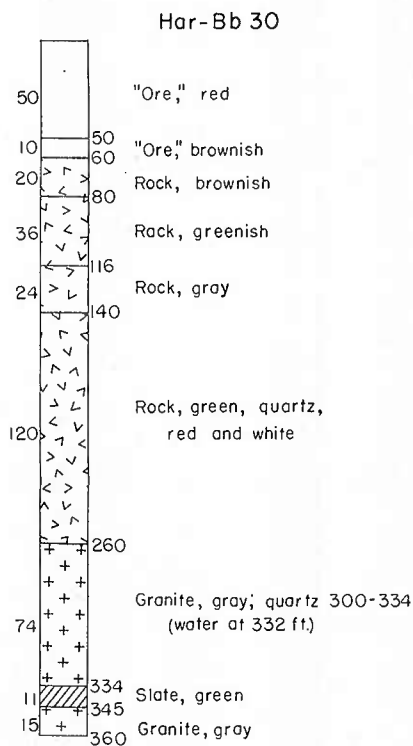 Har-Bb 30
50 "Ore," red
50
10 "Ore," brownish
60
20 Rock, brownish
80
36 Rack, greenish
116
24 Rock, gray
140
120 Rock, green, quartz,
red and white
260
74 Granite, gray; quartz 300-334
(water at 332 ft.)
334
11 Slate, green
345
15 Granite, gray
360